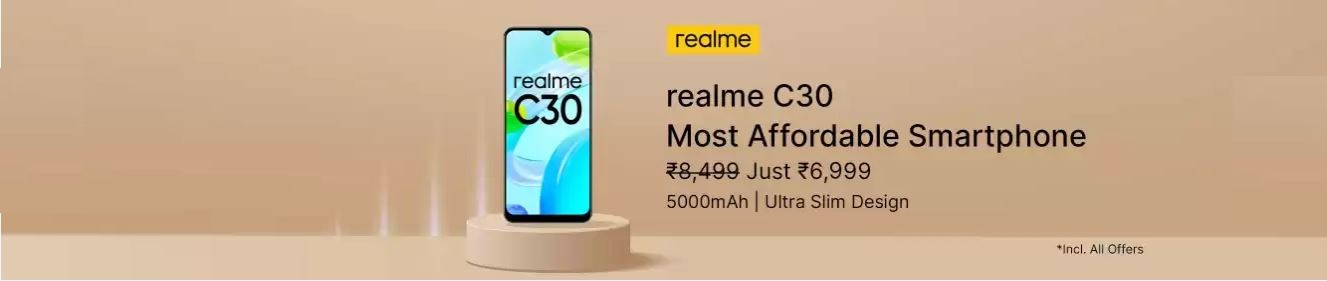 realme
C30
realme
realme C30
Most Affordable Smartphone
₹8,499 Just ₹6,999
5000mAh | Ultra Slim Design
*Incl. All Offers